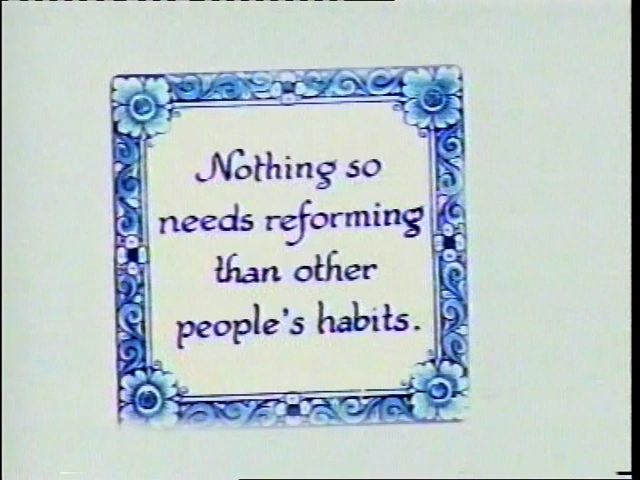 Nothing so
needs reforming
than other
people's habits.